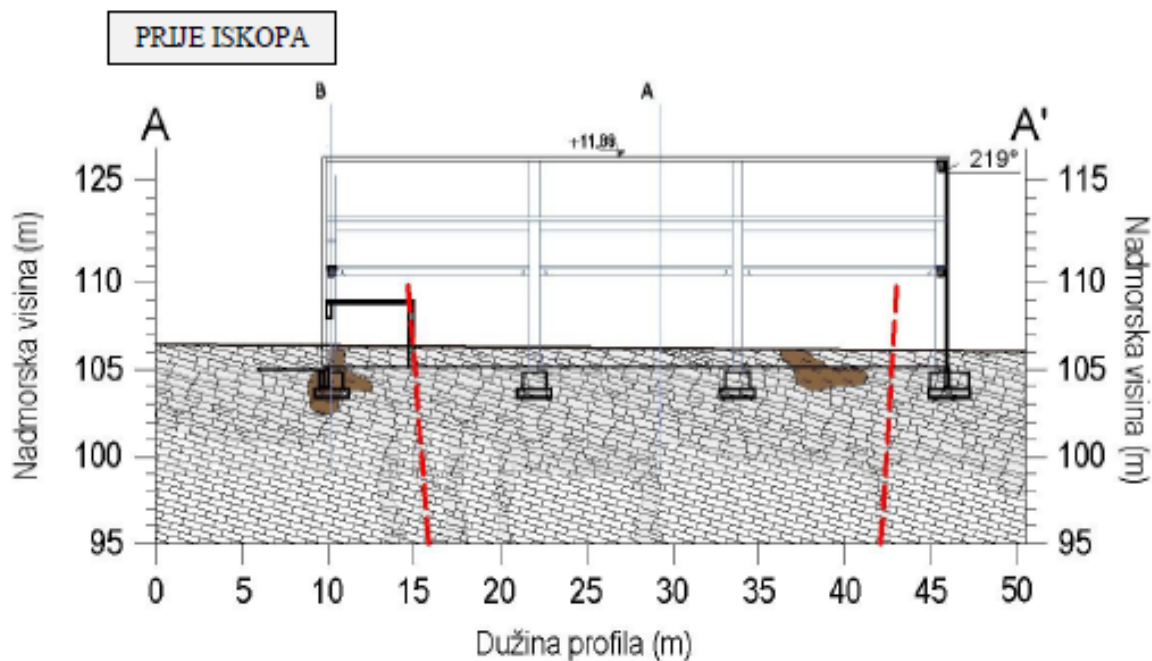 PRIJE ISKOPA
B A
A A'
+11.99
219°
125 115
110 110
105 105
100 100
95 95
Nadmorska visina (m)
Nadmorska visina (m)
0 5 10 15 20 25 30 35 40 45 50
Dužina profila (m)